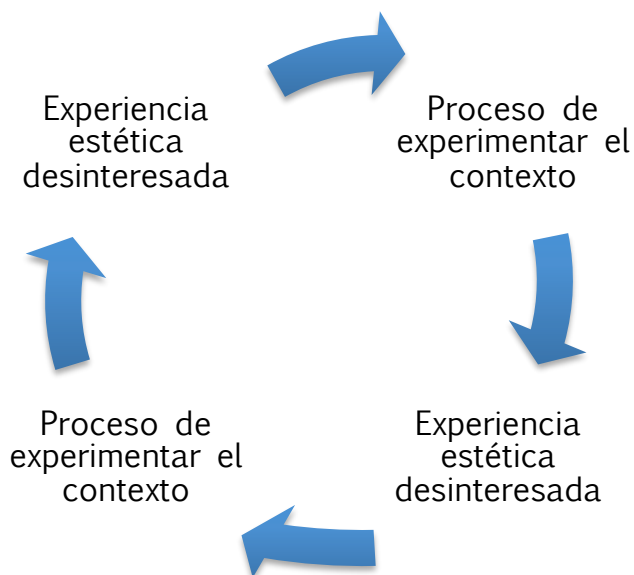 Experiencia
estética
desinteresada
Proceso de
experimentar el
contexto
Proceso de
experimentar el
contexto
Experiencia
estética
desinteresada